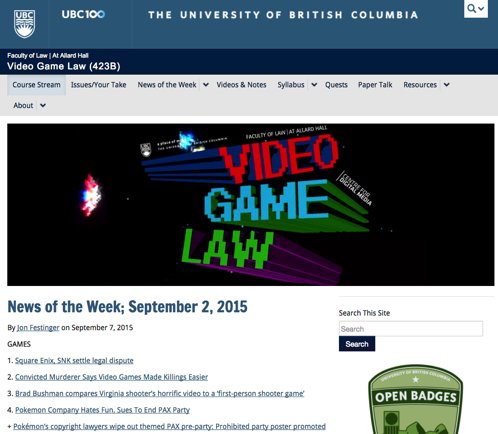 UBC
UBC100
THE UNIVERSITY OF BRITISH COLUMBIA
Faculty of Law | At Allard Hall
Video Game Law (423B)
Course Stream
Issues/Your Take
News of the Week
Videos & Notes
Syllabus
Quests
Paper Talk
Resources
About
FACULTY OF LAW | AT ALLARD HALL
VIDEO
GAME
LAW
CENTRE FOR
DIGITAL MEDIA
News of the Week; September 2, 2015
By Jon Festinger on September 7, 2015
GAMES
1. Square Enix, SNK settle legal dispute
2. Convicted Murderer Says Video Games Made Killings Easier
3. Brad Bushman compares Virginia shooter's horrific video to a 'first-person shooter game'
4. Pokemon Company Hates Fun, Sues To End PAX Party
+ Pokémon's copyright lawyers wipe out themed PAX pre-party: Prohibited party poster promoted
Search This Site
Search
Search
UNIVERSITY OF BRITISH COLUMBIA
OPEN BADGES